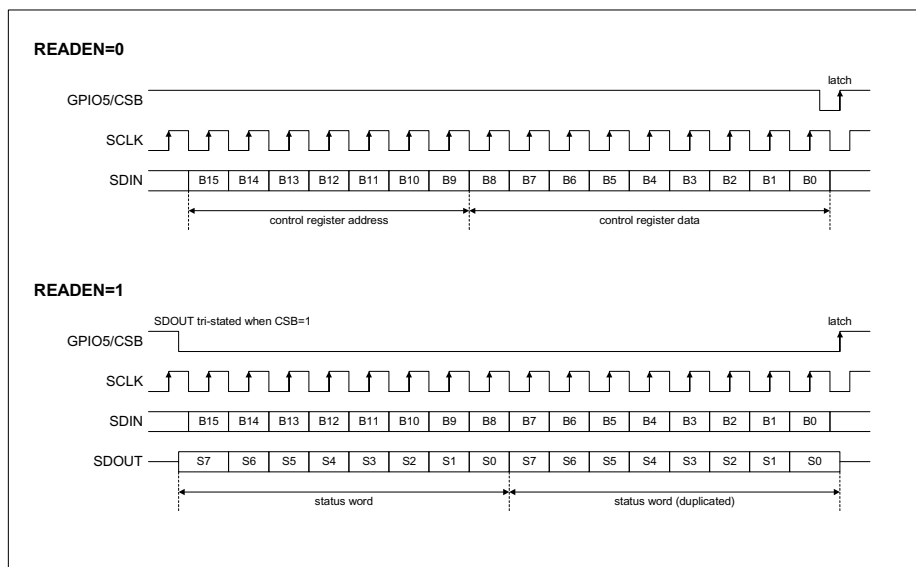 READEN=0
latch
GPIO5/CSB
SCLK
SDIN B15 B14 B13 B12 B11 B10 B9 B8 B7 B6 B5 B4 B3 B2 B1 B0
control register address control register data
READEN=1
SDOUT tri-stated when CSB=1 latch
GPIO5/CSB
SCLK
SDIN B15 B14 B13 B12 B11 B10 B9 B8 B7 B6 B5 B4 B3 B2 B1 B0
SDOUT S7 S6 S5 S4 S3 S2 S1 S0 S7 S6 S5 S4 S3 S2 S1 S0
status word status word (duplicated)